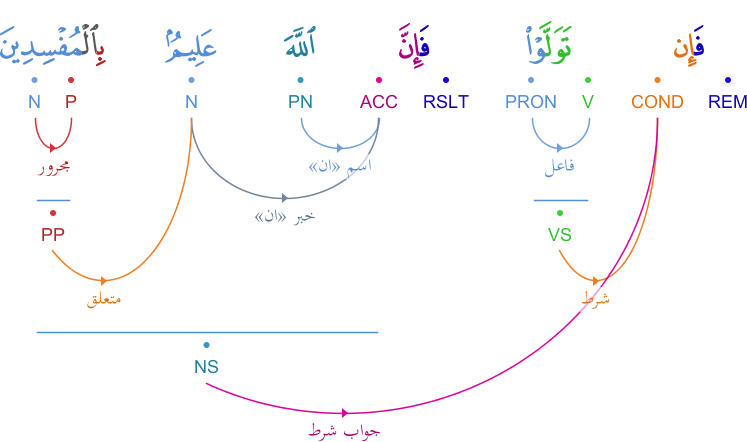 فَإِن تَوَلَّوْا۟ فَإِنَّ ٱللَّهَ عَلِيمٌۢ بِٱلْمُفْسِدِينَ
REM COND V PRON RSLT ACC PN N P N
فاعل اسم «ان» مجرور
خبر «ان»
VS PP
شرط متعلق
NS
جواب شرط